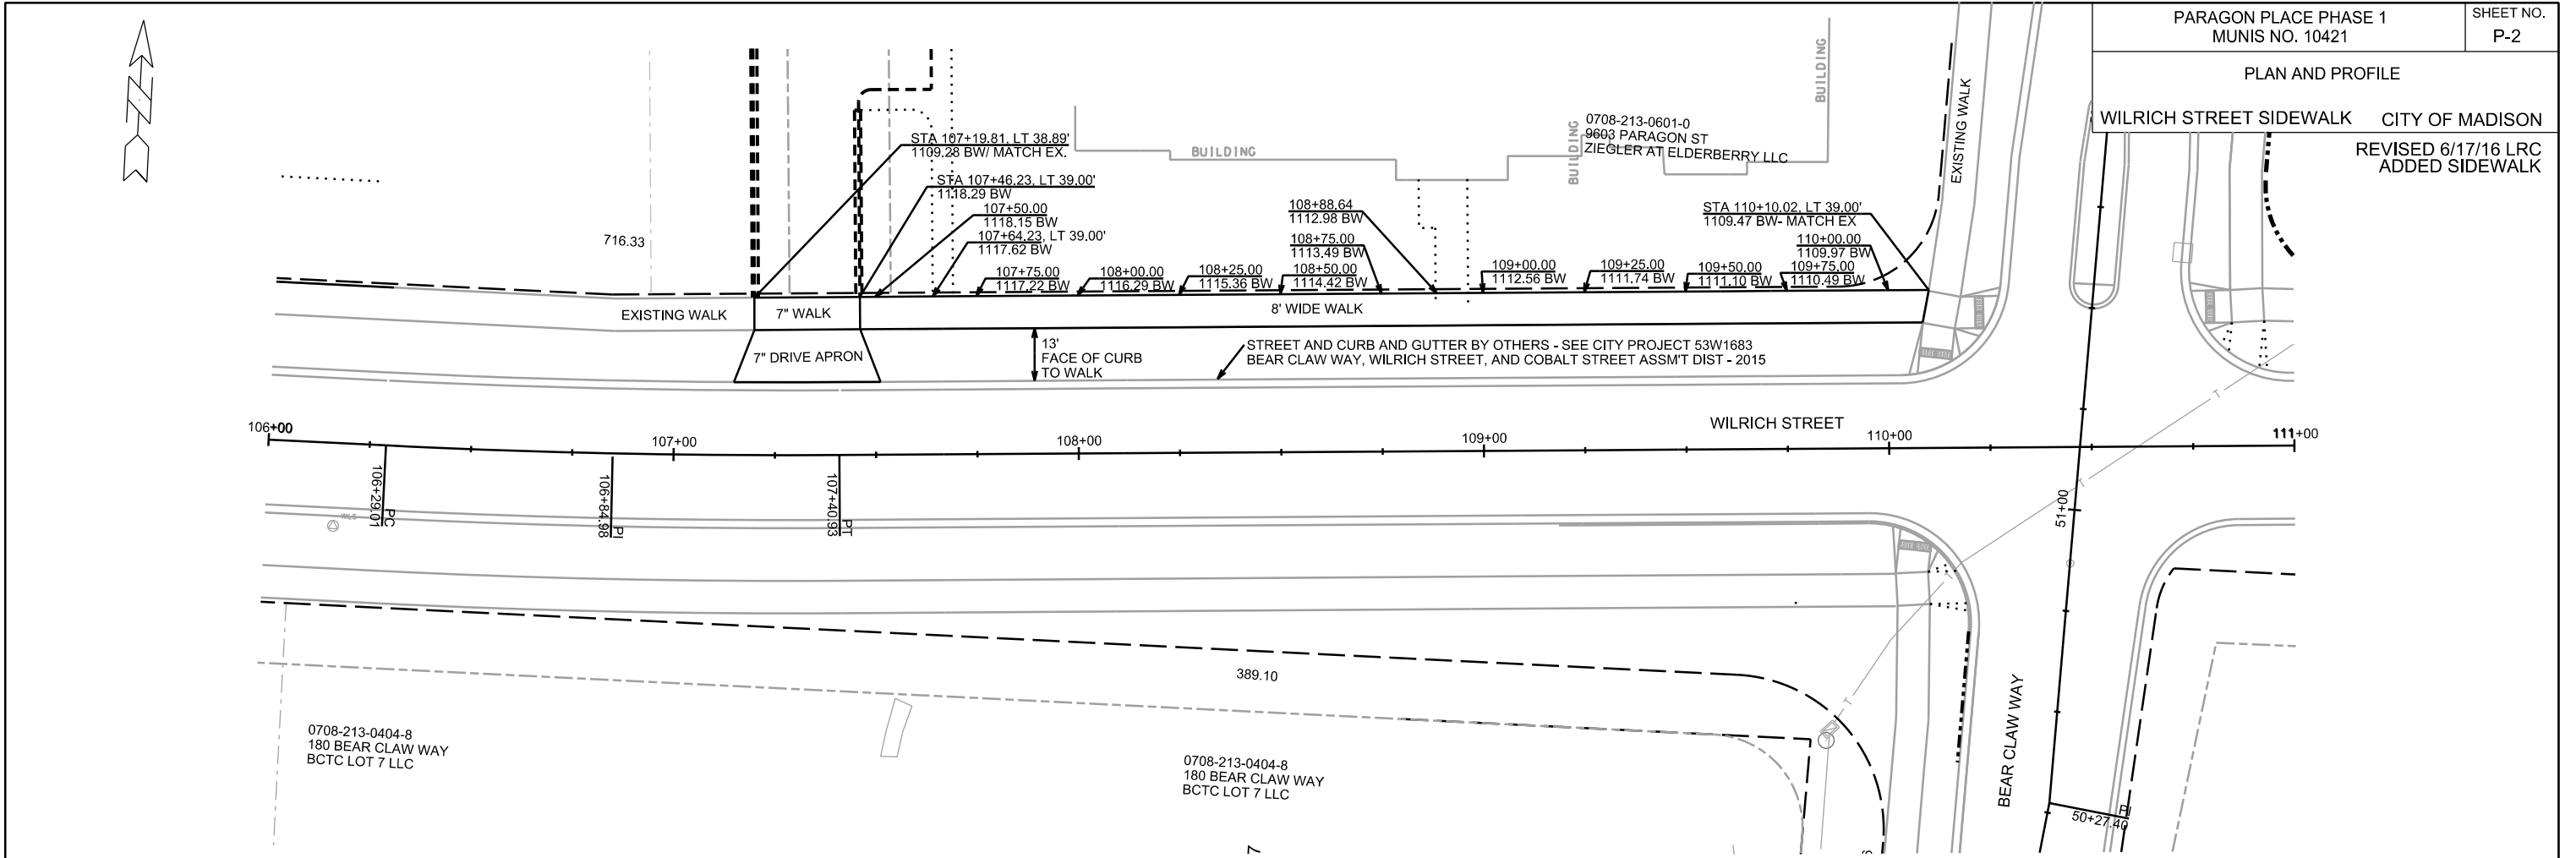 PARAGON PLACE PHASE 1
MUNIS NO. 10421
SHEET NO.
P-2
PLAN AND PROFILE
WILRICH STREET SIDEWALK
CITY OF MADISON
REVISED 6/17/16 LRC
ADDED SIDEWALK
BUILDING
BUILDING
BUILDING
EXISTING WALK
0708-213-0601-0
9603 PARAGON ST
ZIEGLER AT ELDERBERRY LLC
STA 107+19.81, LT 38.89'
1109.28 BW/ MATCH EX.
STA 107+46.23, LT 39.00'
1118.29 BW
107+50.00
1118.15 BW
107+64.23, LT 39.00'
1117.62 BW
107+75.00
1117.22 BW
108+00.00
1116.29 BW
108+25.00
1115.36 BW
108+50.00
1114.42 BW
108+75.00
1113.49 BW
108+88.64
1112.98 BW
109+00.00
1112.56 BW
109+25.00
1111.74 BW
109+50.00
1111.10 BW
109+75.00
1110.49 BW
110+00.00
1109.97 BW
STA 110+10.02, LT 39.00'
1109.47 BW- MATCH EX
716.33
EXISTING WALK
7" WALK
8' WIDE WALK
7" DRIVE APRON
13'
FACE OF CURB
TO WALK
STREET AND CURB AND GUTTER BY OTHERS - SEE CITY PROJECT 53W1683
BEAR CLAW WAY, WILRICH STREET, AND COBALT STREET ASSM'T DIST - 2015
WILRICH STREET
106+00
107+00
108+00
109+00
110+00
111+00
106+29.01
PC
106+84.98
PI
107+40.93
PT
51+00
WLS
T
T
T
T
389.10
BEAR CLAW WAY
50+27.40
PI
0708-213-0404-8
180 BEAR CLAW WAY
BCTC LOT 7 LLC
0708-213-0404-8
180 BEAR CLAW WAY
BCTC LOT 7 LLC